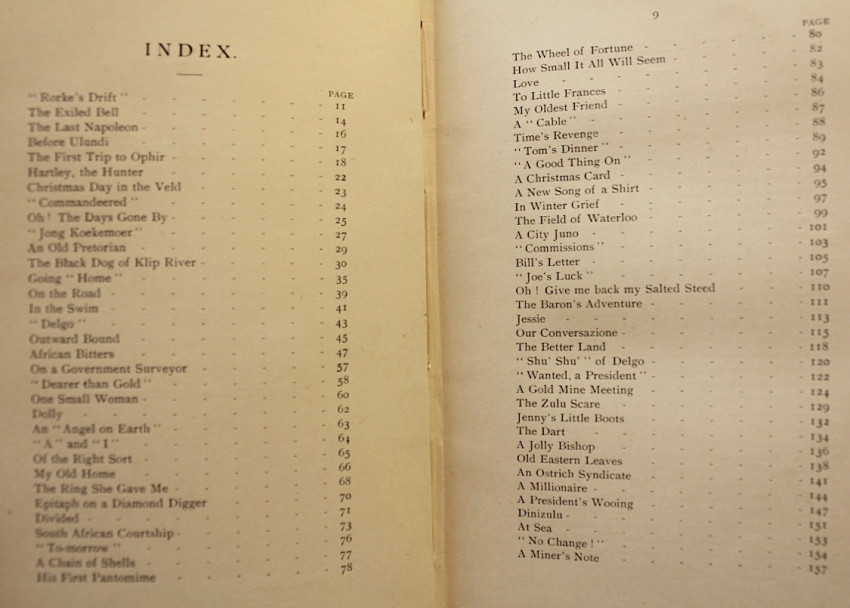 INDEX.
PAGE
"Rorke's Drift" - - - - - - 11
The Exiled Bell - - - - - - 14
The Last Napoleon - - - - - - 16
Before Ulundi - - - - - - 17
The First Trip to Ophir - - - - - 18
Hartley, the Hunter - - - - - 22
Christmas Day in the Veld - - - - - 23
"Commandeered" - - - - - 24
Oh! The Days Gone By - - - - - 25
"Jong Koekemoer" - - - - - 27
An Old Pretorian - - - - - - 29
The Black Dog of Klip River - - - - - 30
Going "Home" - - - - - - 35
On the Road - - - - - - 39
In the Swim - - - - - - 41
"Delgo" - - - - - - 43
Outward Bound - - - - - - 45
African Bitters - - - - - - 47
On a Government Surveyor - - - - - 57
"Dearer than Gold" - - - - - 58
One Small Woman - - - - - - 60
Dolly - - - - - - 62
An "Angel on Earth" - - - - - 63
"A" and "I" - - - - - - 64
Of the Right Sort - - - - - - 65
My Old Home - - - - - - 66
The Ring She Gave Me - - - - - 68
Epitaph on a Diamond Digger - - - - 70
Divided - - - - - - 71
South African Courtship - - - - - 73
"To-morrow" - - - - - - 76
A Chain of Shells - - - - - - 77
His First Pantomime - - - - - 78
9
PAGE
The Wheel of Fortune - - - - - 80
How Small It All Will Seem - - - - - 82
Love - - - - - - 83
To Little Frances - - - - - - 84
My Oldest Friend - - - - - - 86
A "Cable" - - - - - - 87
Time's Revenge - - - - - - 88
"Tom's Dinner" - - - - - - 89
"A Good Thing On" - - - - - 92
A Christmas Card - - - - - - 94
A New Song of a Shirt - - - - - 95
In Winter Grief - - - - - - 97
The Field of Waterloo - - - - - 99
A City Juno - - - - - - 101
"Commissions" - - - - - - 103
Bill's Letter - - - - - - 105
"Joe's Luck" - - - - - - 107
Oh! Give me back my Salted Steed - - - 110
The Baron's Adventure - - - - - 111
Jessie - - - - - - 113
Our Conversazione - - - - - - 115
The Better Land - - - - - - 118
"Shu' Shu'" of Delgo - - - - - 120
"Wanted, a President" - - - - - 122
A Gold Mine Meeting - - - - - 124
The Zulu Scare - - - - - - 129
Jenny's Little Boots - - - - - 132
The Dart - - - - - - 134
A Jolly Bishop - - - - - - 136
Old Eastern Leaves - - - - - 138
An Ostrich Syndicate - - - - - 141
A Millionaire - - - - - - 144
A President's Wooing - - - - - 147
Dinizulu - - - - - - 151
At Sea - - - - - - 153
"No Change!" - - - - - - 154
A Miner's Note - - - - - - 157